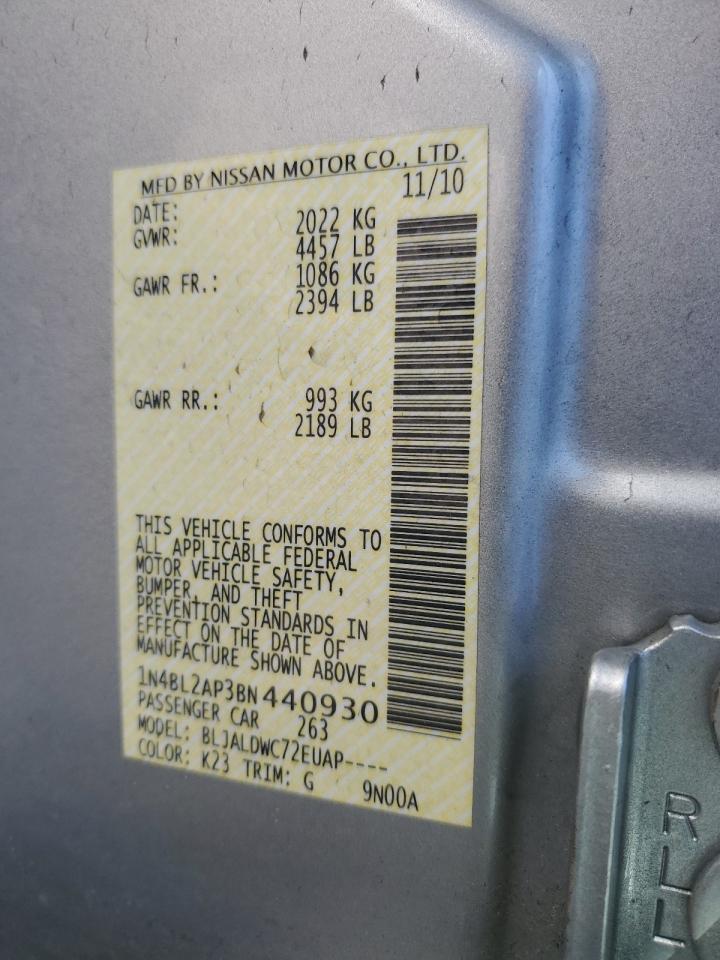 MFD BY NISSAN MOTOR CO., LTD.
DATE: 11/10
GVWR: 2022 KG
4457 LB
GAWR FR.: 1086 KG
2394 LB
GAWR RR.: 993 KG
2189 LB
THIS VEHICLE CONFORMS TO
ALL APPLICABLE FEDERAL
MOTOR VEHICLE SAFETY,
BUMPER, AND THEFT
PREVENTION STANDARDS IN
EFFECT ON THE DATE OF
MANUFACTURE SHOWN ABOVE.
1N4BL2AP3BN440930
PASSENGER CAR 263
MODEL: BLJALDWC72EUAP----
COLOR: K23 TRIM: G 9N00A
RLL